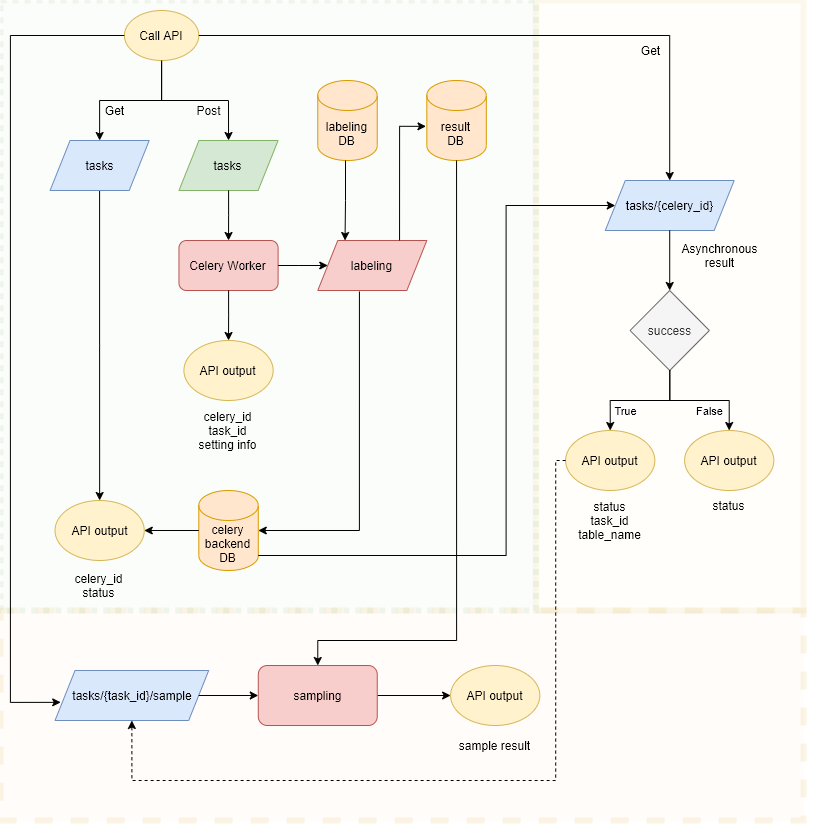 Call API
Get
Get
Post
tasks
tasks
labeling
DB
result
DB
tasks/{celery_id}
Asynchronous
result
Celery Worker
labeling
success
API output
celery_id
task_id
setting info
True
False
API output
status
task_id
table_name
API output
status
API output
celery_id
status
celery
backend
DB
tasks/{task_id}/sample
sampling
API output
sample result